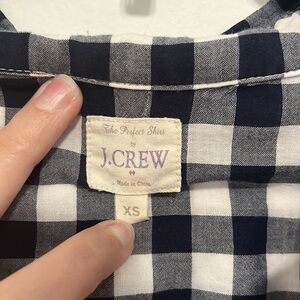 The Perfect Shirt
by
J.CREW
Made in China
XS